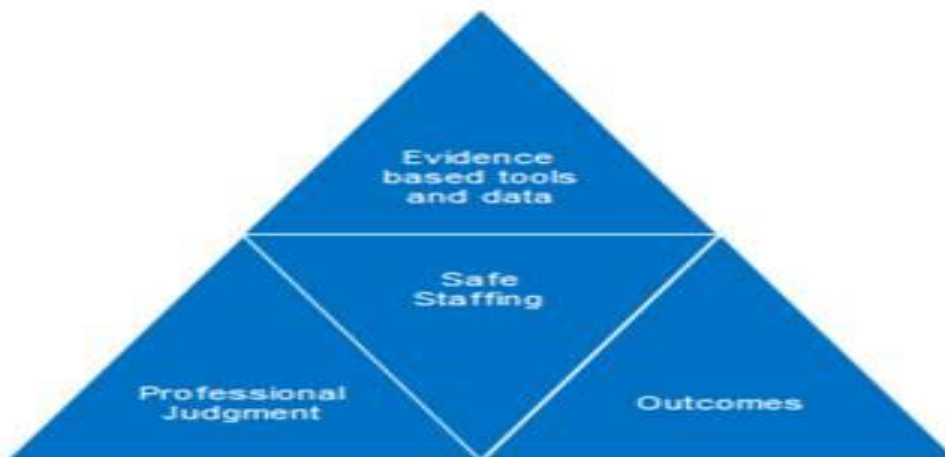 Evidence
based tools
and data
Safe
Staffing
Professional
Judgment
Outcomes